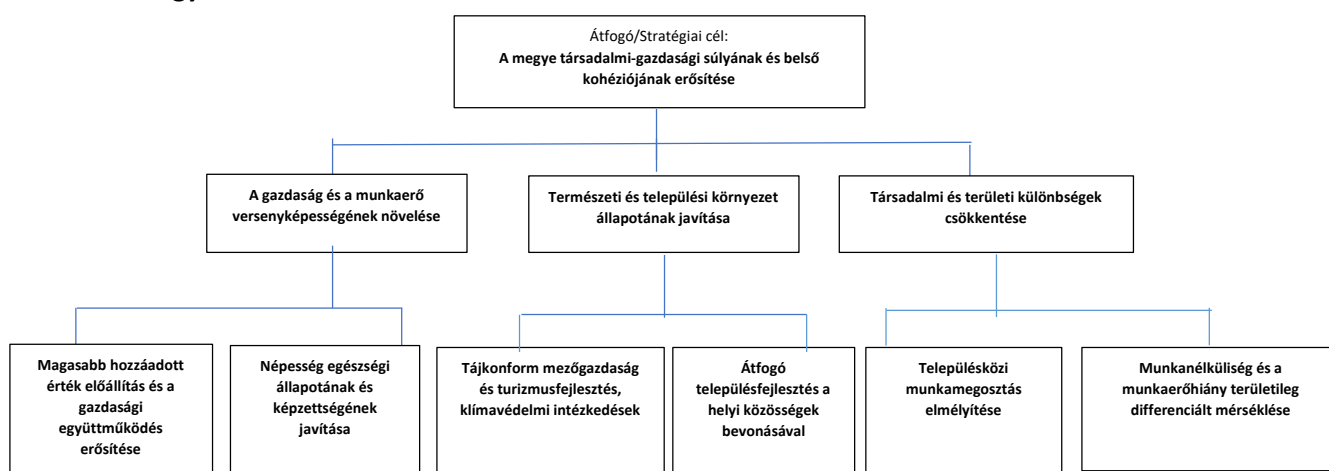 Átfogó/Stratégiai cél:
A megye társadalmi-gazdasági súlyának és belső
kohéziójának erősítése
A gazdaság és a munkaerő
versenyképességének növelése
Természeti és települési környezet
állapotának javítása
Társadalmi és területi különbségek
csökkentése
Magasabb hozzáadott
érték előállítás és a
gazdasági
együttműködés
erősítése
Népesség egészségi
állapotának és
képzettségének
javítása
Tájkonform mezőgazdaság
és turizmusfejlesztés,
klímavédelmi intézkedések
Átfogó
településfejlesztés a
helyi közösségek
bevonásával
Településközi
munkamegosztás
elmélyítése
Munkanélküliség és a
munkaerőhiány területileg
differenciált mérséklése